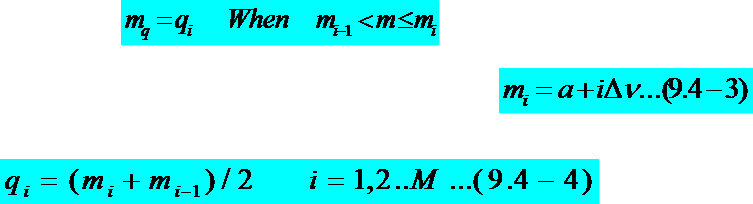 m_q = q_i When m_{i-1} < m ≤ m_i
m_i = a + iΔν...(9.4−3)
q_i = (m_i + m_{i-1}) / 2 i = 1,2..M ...(9.4 − 4)